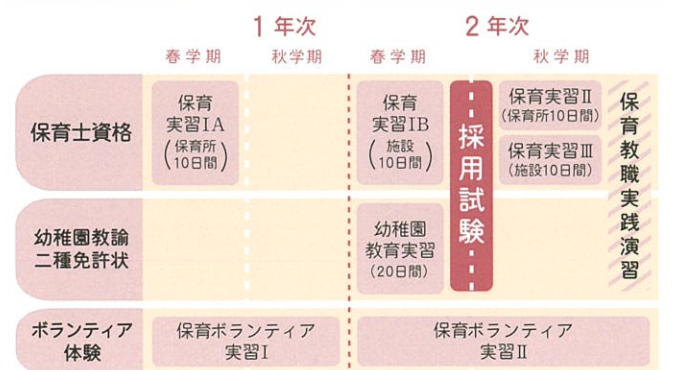 1年次
2年次
春学期
秋学期
春学期
秋学期
保育士資格
保育
実習ⅠA
(保育所
10日間)
保育
実習ⅠB
(施設
10日間)
採用試験
保育実習Ⅱ
(保育所10日間)
保育実習Ⅲ
(施設10日間)
保育教職実践演習
幼稚園教諭
二種免許状
幼稚園
教育実習
(20日間)
ボランティア
体験
保育ボランティア
実習Ⅰ
保育ボランティア
実習Ⅱ